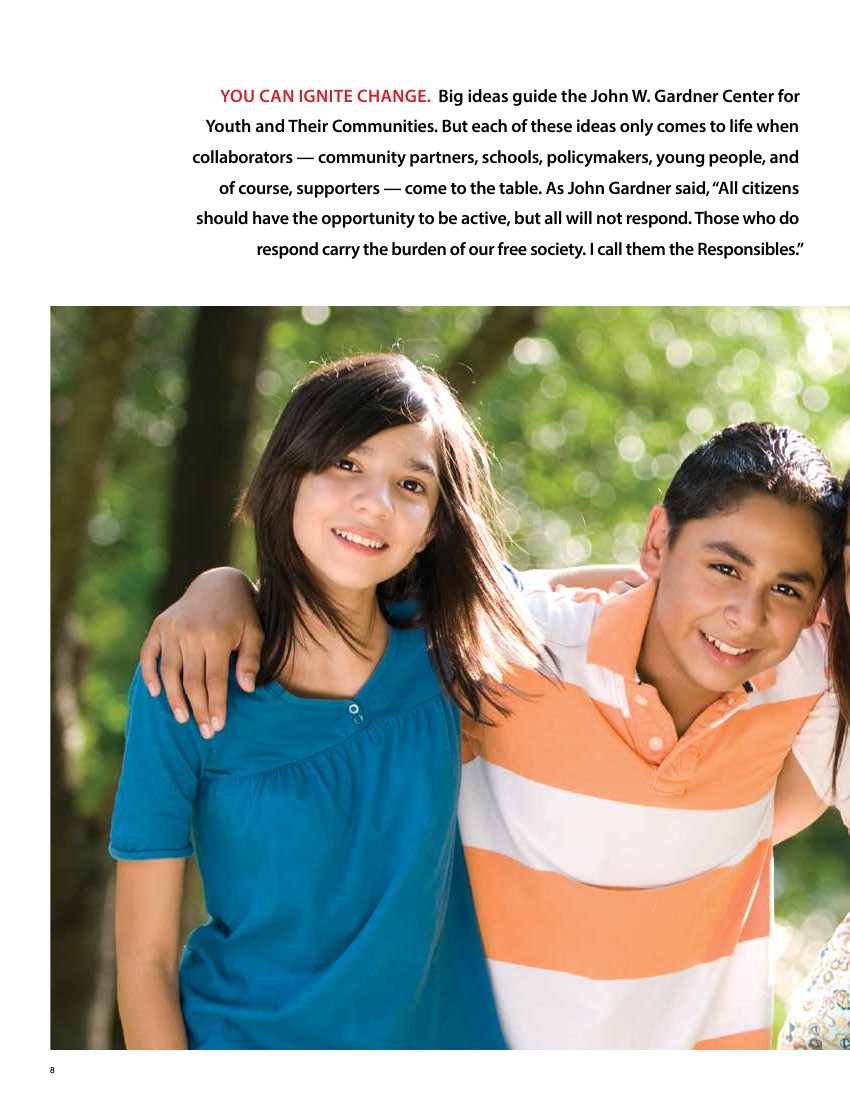 YOU CAN IGNITE CHANGE. Big ideas guide the John W. Gardner Center for
Youth and Their Communities. But each of these ideas only comes to life when
collaborators — community partners, schools, policymakers, young people, and
of course, supporters — come to the table. As John Gardner said, “All citizens
should have the opportunity to be active, but all will not respond. Those who do
respond carry the burden of our free society. I call them the Responsibles.”
8